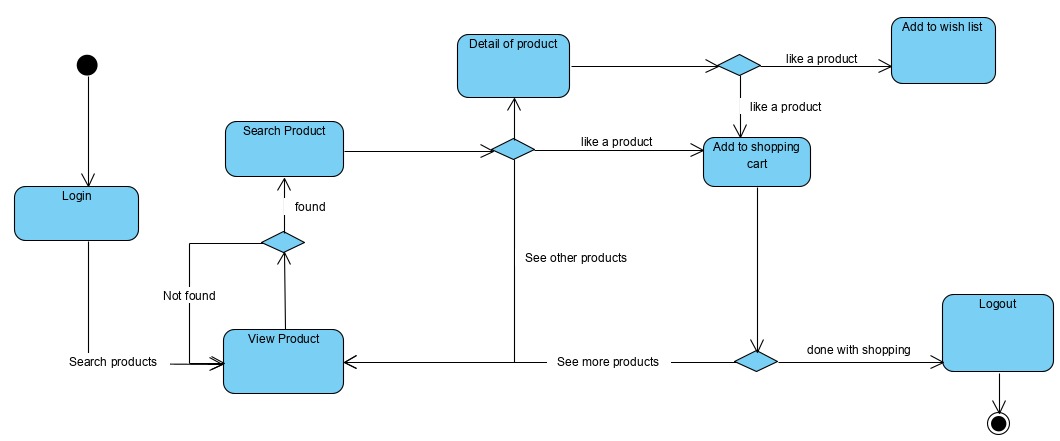 Add to wish list
Detail of product
like a product
like a product
Search Product
like a product
Add to shopping
cart
Login
found
See other products
Not found
Logout
View Product
done with shopping
Search products
See more products